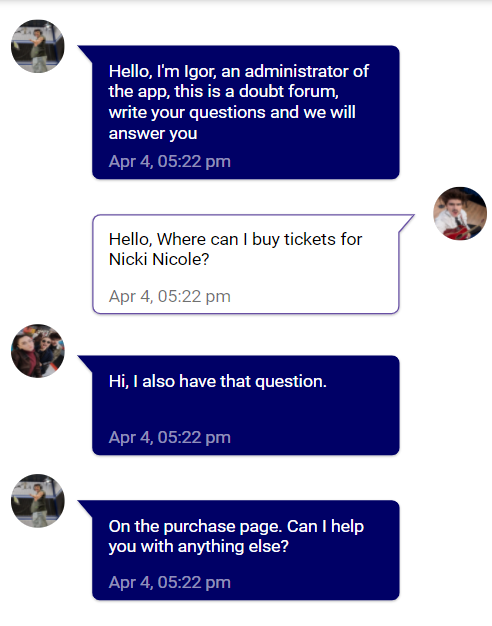 Hello, I'm Igor, an administrator of
the app, this is a doubt forum,
write your questions and we will
answer you
Apr 4, 05:22 pm
Hello, Where can I buy tickets for
Nicki Nicole?
Apr 4, 05:22 pm
Hi, I also have that question.
Apr 4, 05:22 pm
On the purchase page. Can I help
you with anything else?
Apr 4, 05:22 pm